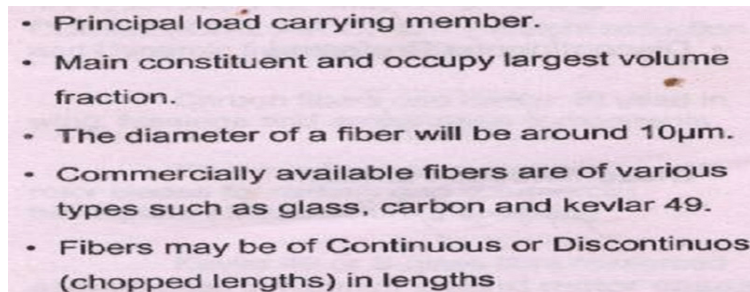 • Principal load carrying member.
• Main constituent and occupy largest volume
fraction.
• The diameter of a fiber will be around 10μm.
• Commercially available fibers are of various
types such as glass, carbon and kevlar 49.
• Fibers may be of Continuous or Discontinuos
(chopped lengths) in lengths